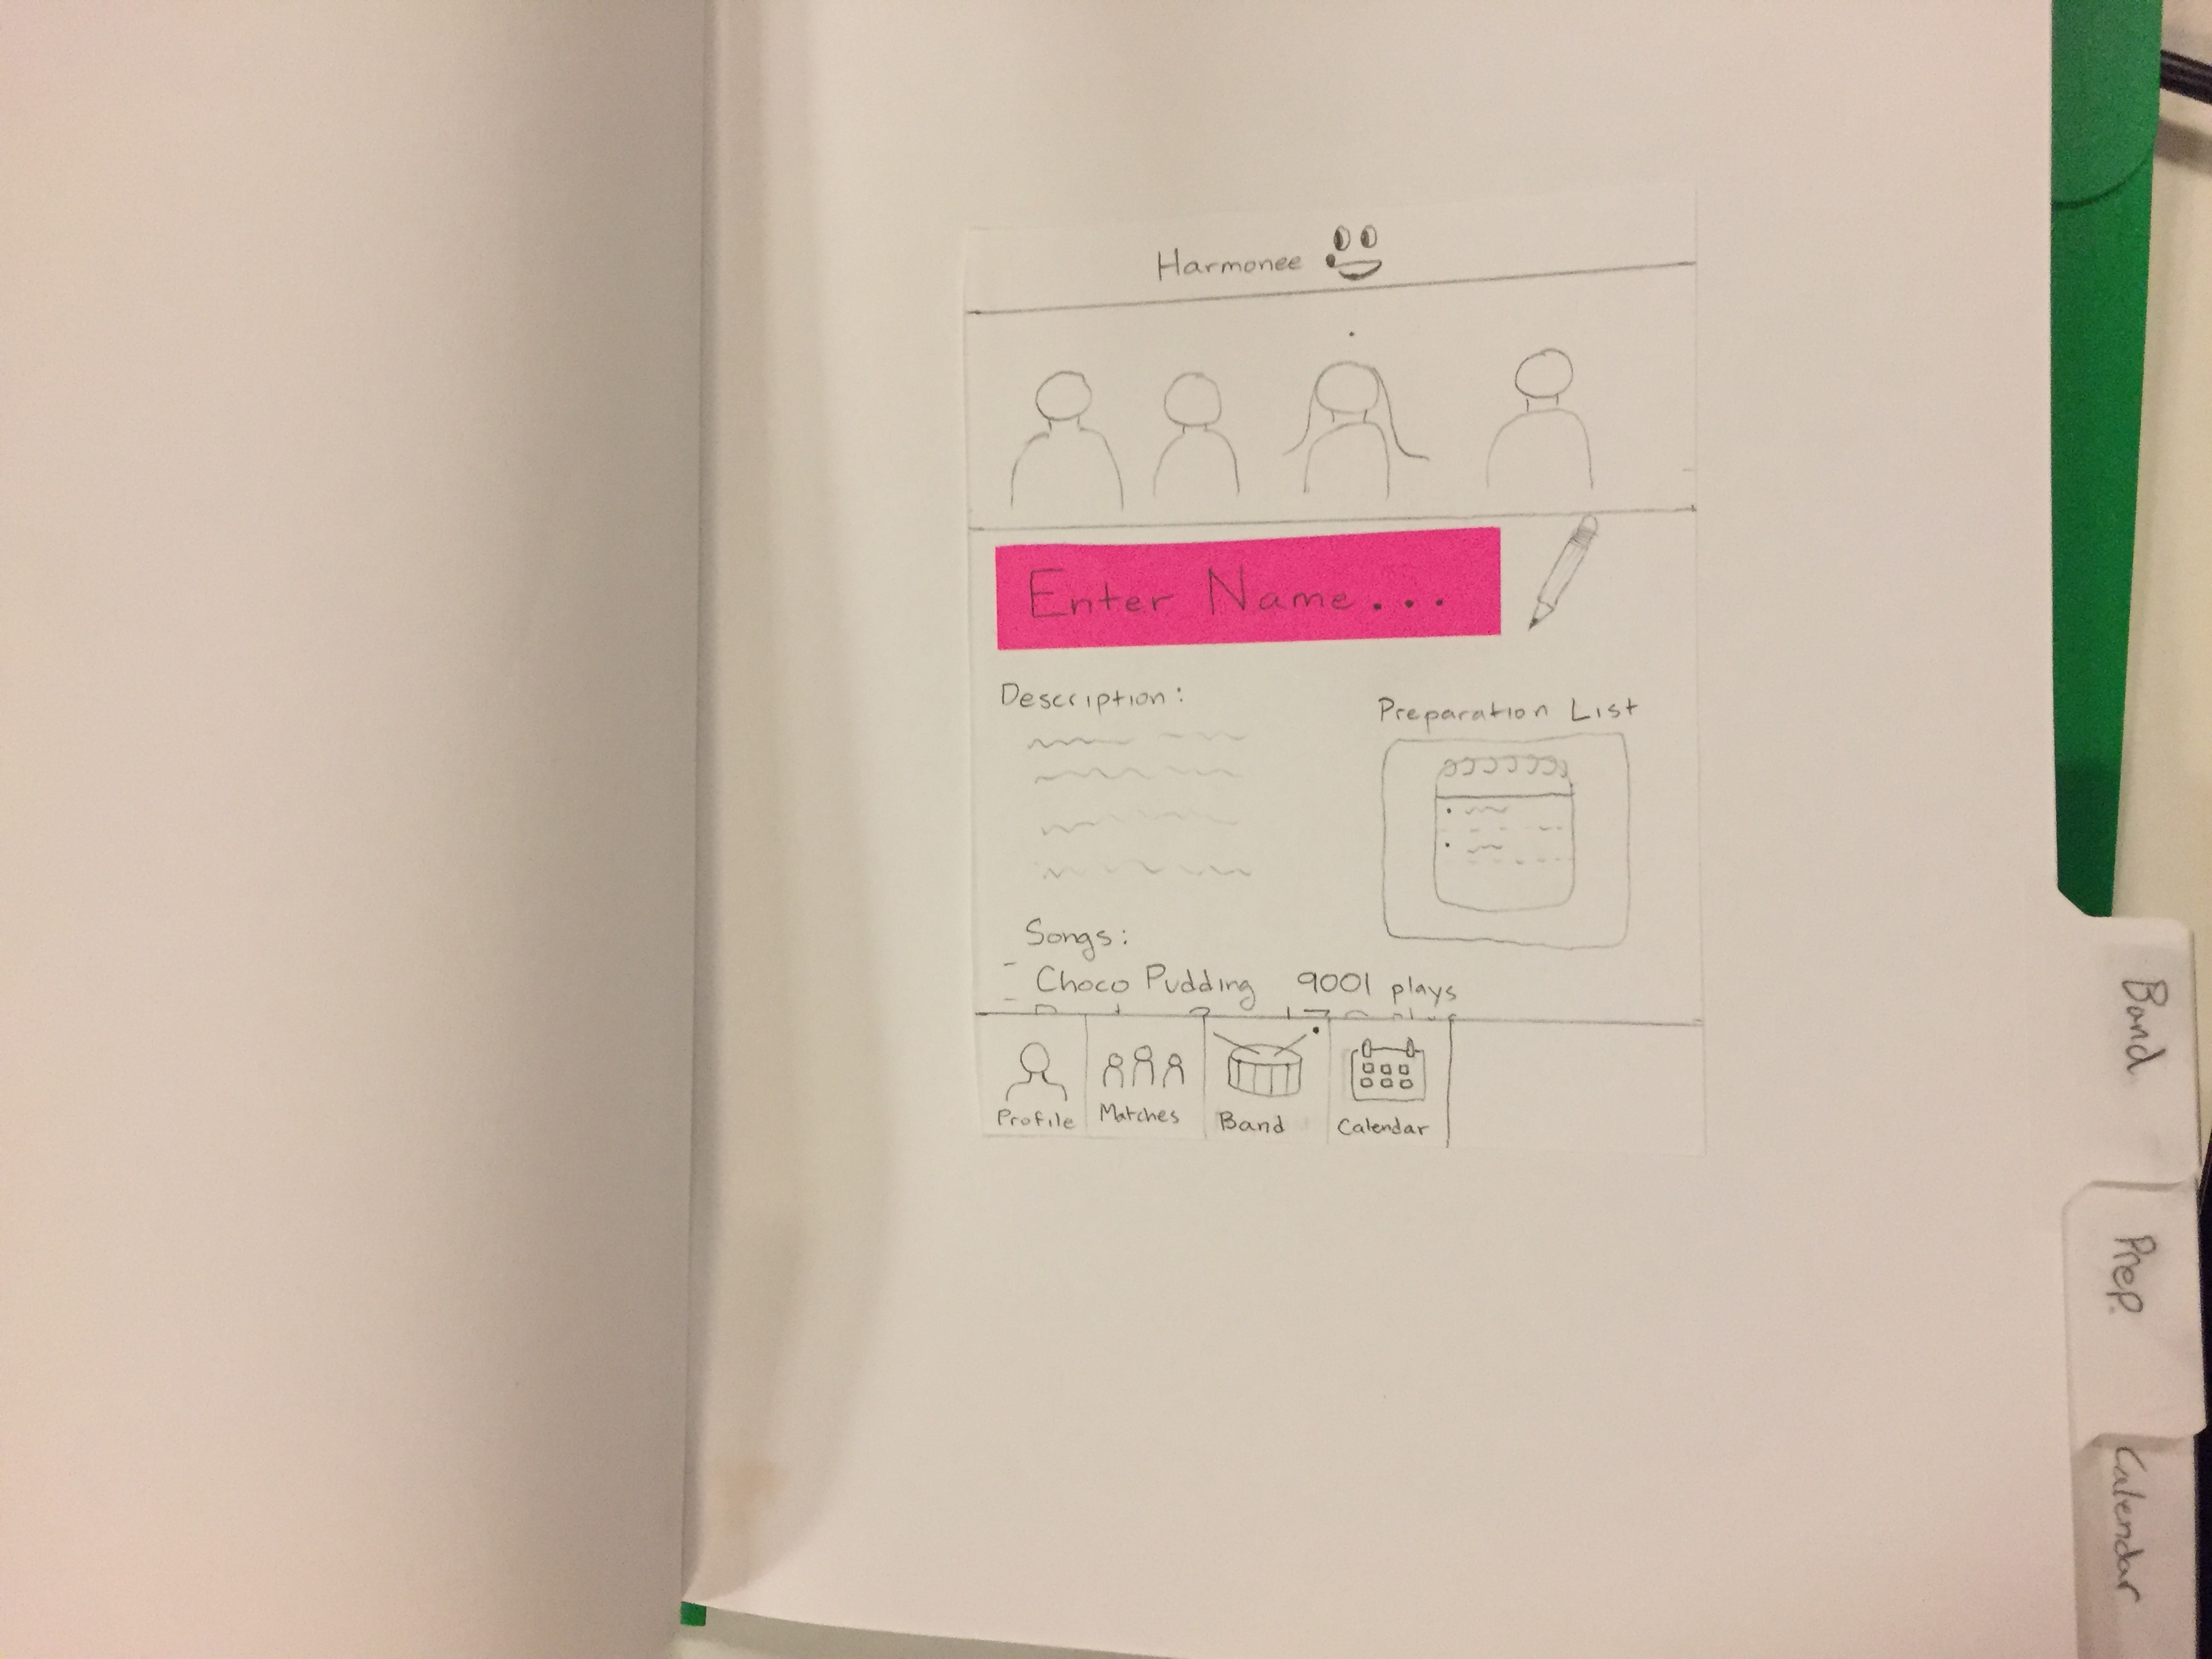 Harmonee
Enter Name...
Description:
Preparation List
Songs:
- Choco Pudding 9001 plays
Profile
Matches
Band
Calendar
Band
Prep.
Calendar